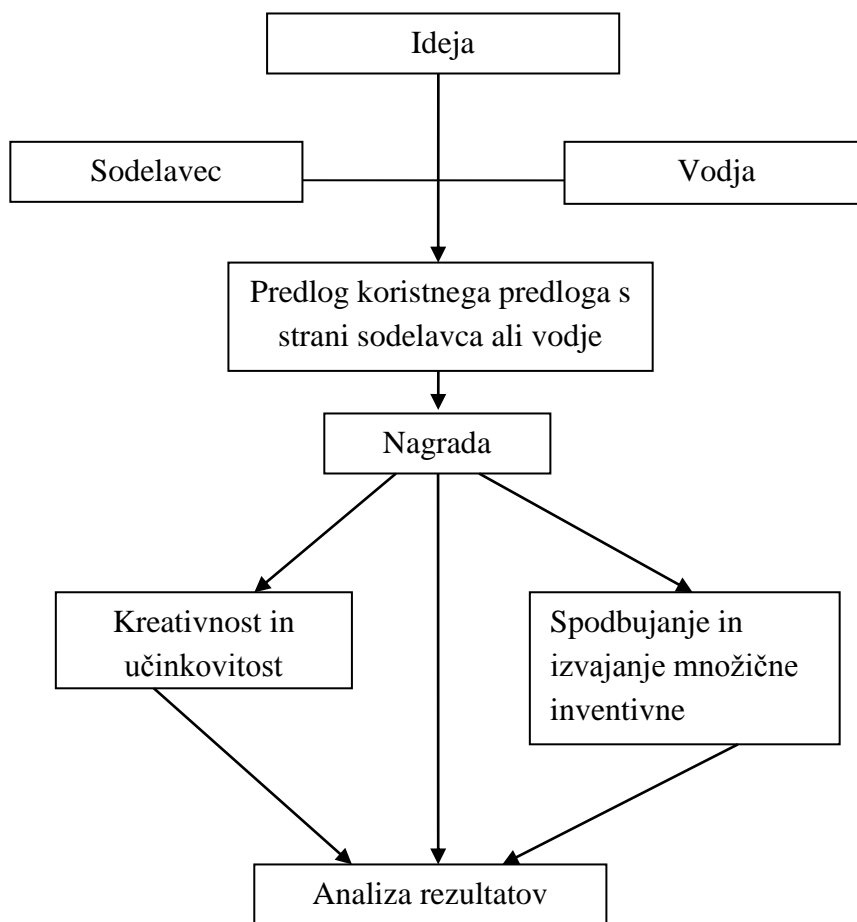 Ideja
Sodelavec
Vodja
Predlog koristnega predloga s
strani sodelavca ali vodje
Nagrada
Kreativnost in
učinkovitost
Spodbujanje in
izvajanje množične
inventivne
Analiza rezultatov